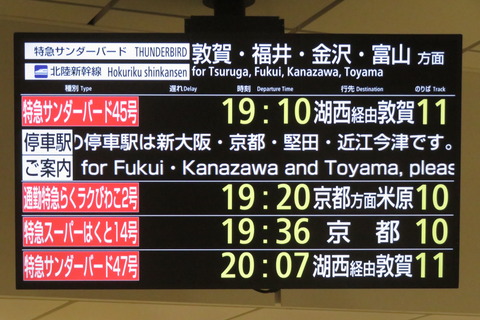 特急サンダーバード THUNDERBIRD 敦賀・福井・金沢・富山 方面
北陸新幹線 Hokuriku shinkansen for Tsuruga, Fukui, Kanazawa, Toyama
種別 Type 遅れ Delay 時刻 Departure Time 行先 Destination のりば Track
特急サンダーバード45号 19:10 湖西経由敦賀 11
停車駅 の停車駅は新大阪・京都・堅田・近江今津です。
ご案内 for Fukui・Kanazawa and Toyama, pleas
通勤特急らくラクびわこ2号 19:20 京都方面米原 10
特急スーパーはくと14号 19:36 京都 10
特急サンダーバード47号 20:07 湖西経由敦賀 11